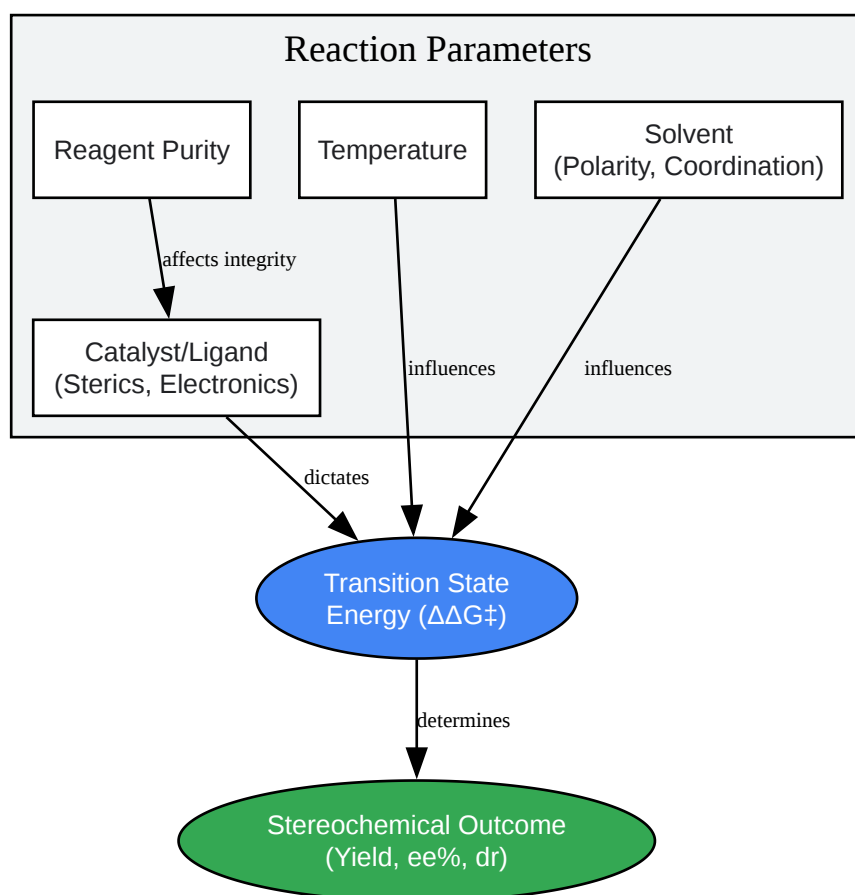 Reaction Parameters
Reagent Purity
Temperature
Solvent
(Polarity, Coordination)
affects integrity
Catalyst/Ligand
(Sterics, Electronics)
influences
influences
dictates
Transition State
Energy (ΔΔG‡)
determines
Stereochemical Outcome
(Yield, ee%, dr)